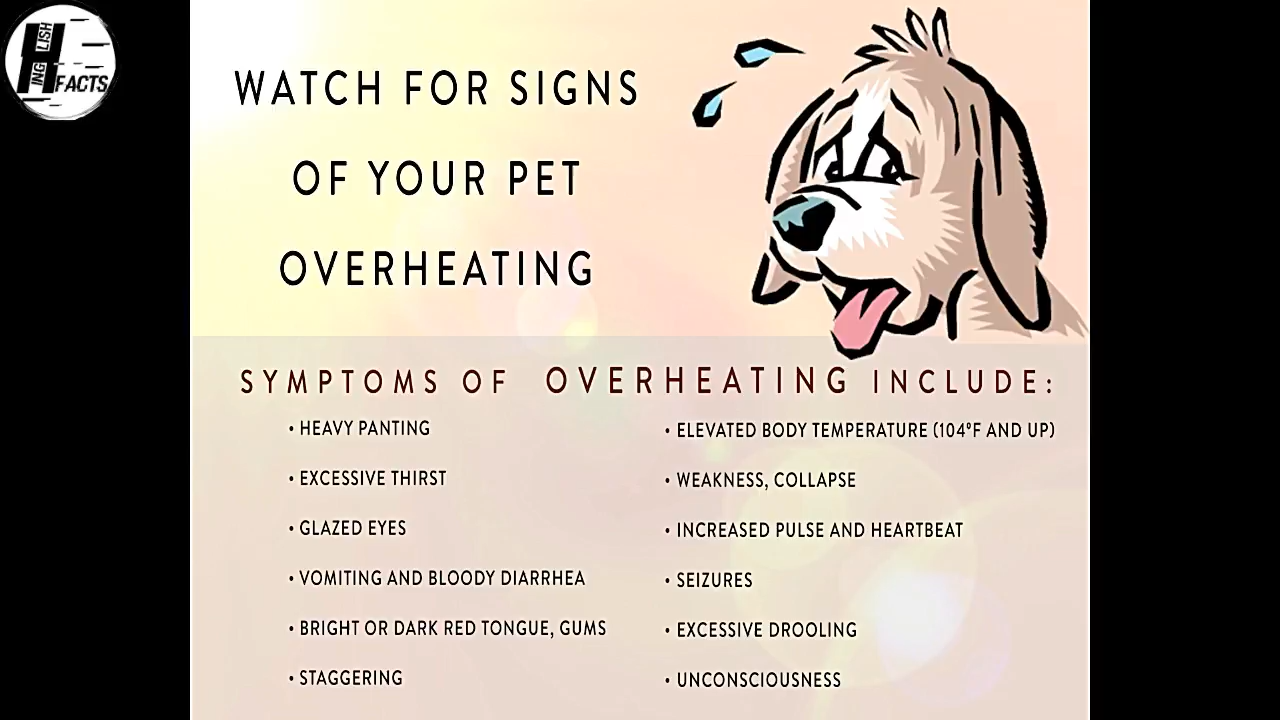 H
ING
LISH
FACTS
WATCH FOR SIGNS
OF YOUR PET
OVERHEATING
SYMPTOMS OF OVERHEATING INCLUDE:
• HEAVY PANTING
• EXCESSIVE THIRST
• GLAZED EYES
• VOMITING AND BLOODY DIARRHEA
• BRIGHT OR DARK RED TONGUE, GUMS
• STAGGERING
• ELEVATED BODY TEMPERATURE (104ºF AND UP)
• WEAKNESS, COLLAPSE
• INCREASED PULSE AND HEARTBEAT
• SEIZURES
• EXCESSIVE DROOLING
• UNCONSCIOUSNESS